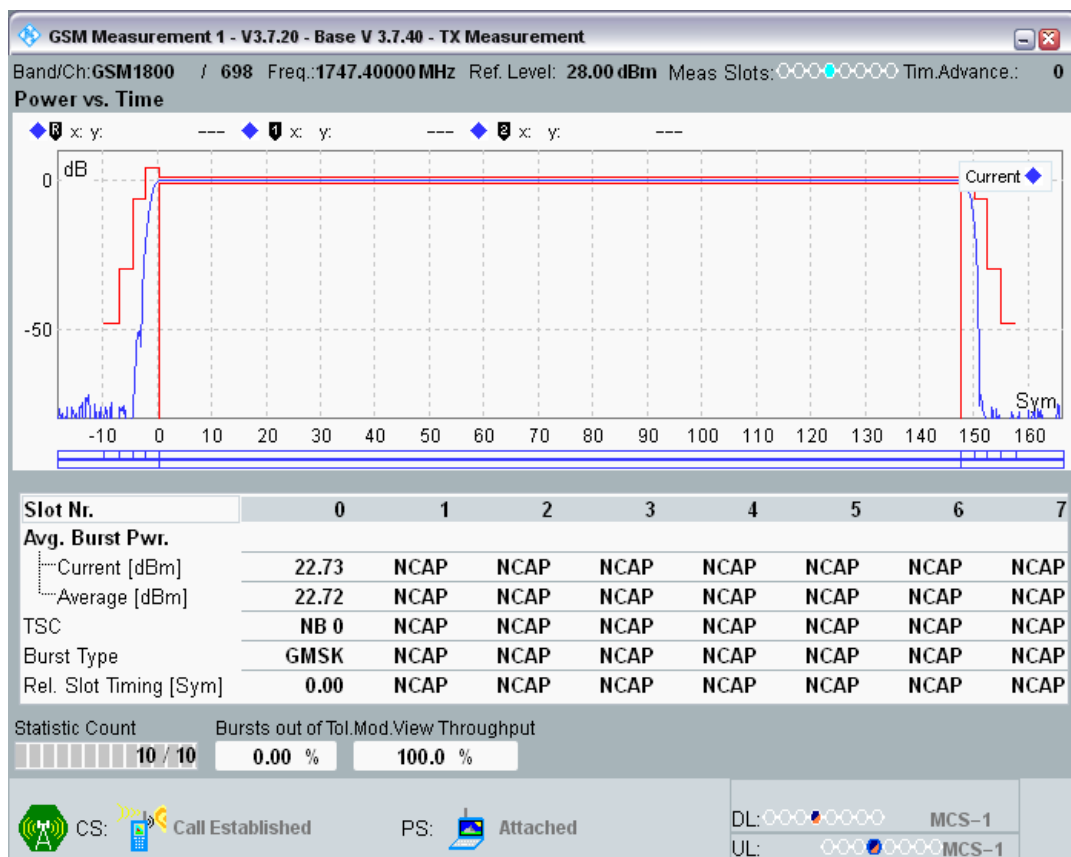 GSM Measurement 1 - V3.7.20 - Base V 3.7.40 - TX Measurement
Band/Ch:GSM1800 / 698 Freq.:1747.40000 MHz Ref. Level: 28.00 dBm Meas Slots: Tim.Advance.: 0
Power vs. Time
R x: y: --- 1 x: y: --- 2 x: y: ---
dB
Current
0
-50
Sym
-10 0 10 20 30 40 50 60 70 80 90 100 110 120 130 140 150 160
Slot Nr. 0 1 2 3 4 5 6 7
Avg. Burst Pwr.
Current [dBm] 22.73 NCAP NCAP NCAP NCAP NCAP NCAP NCAP
Average [dBm] 22.72 NCAP NCAP NCAP NCAP NCAP NCAP NCAP
TSC NB 0 NCAP NCAP NCAP NCAP NCAP NCAP NCAP
Burst Type GMSK NCAP NCAP NCAP NCAP NCAP NCAP NCAP
Rel. Slot Timing [Sym] 0.00 NCAP NCAP NCAP NCAP NCAP NCAP NCAP
Statistic Count Bursts out of Tol.Mod.View Throughput
10 / 10 0.00 % 100.0 %
CS: Call Established PS: Attached DL: MCS-1
UL: MCS-1